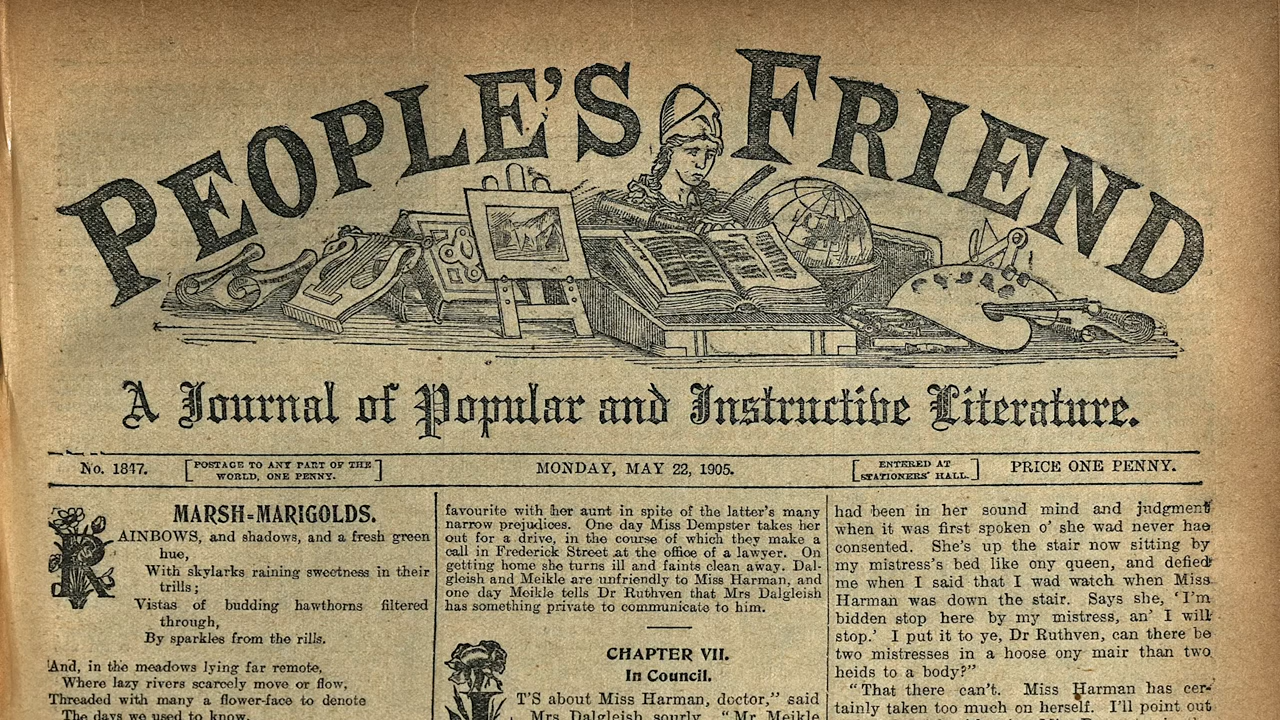 PEOPLE'S FRIEND
A Journal of Popular and Instructive Literature.
No. 1847. [POSTAGE TO ANY PART OF THE WORLD, ONE PENNY.] MONDAY, MAY 22, 1905. [ENTERED AT STATIONERS' HALL.] PRICE ONE PENNY.
MARSH-MARIGOLDS.
RAINBOWS, and shadows, and a fresh green
hue,
With skylarks raining sweetness in their
trills;
Vistas of budding hawthorns filtered
through,
By sparkles from the rills.
And, in the meadows lying far remote,
Where lazy rivers scarcely move or flow,
Threaded with many a flower-face to denote
The days we used to know.
favourite with her aunt in spite of the latter's many
narrow prejudices. One day Miss Dempster takes her
out for a drive, in the course of which they make a
call in Frederick Street at the office of a lawyer. On
getting home she turns ill and faints clean away. Dal-
gleish and Meikle are unfriendly to Miss Harman, and
one day Meikle tells Dr Ruthven that Mrs Dalgleish
has something private to communicate to him.
CHAPTER VII.
In Council.
IT'S about Miss Harman, doctor," said
Mrs Dalgleish sourly. "Mr Meikle
had been in her sound mind and judgment
when it was first spoken o' she wad never hae
consented. She's up the stair now sitting by
my mistress's bed like ony queen, and defied
me when I said that I wad watch when Miss
Harman was down the stair. Says she, 'I'm
bidden stop here by my mistress, an' I will
stop.' I put it to ye, Dr Ruthven, can there be
two mistresses in a hoose ony mair than two
heids to a body?"
"That there can't. Miss Harman has cer-
tainly taken too much on herself. I'll point out